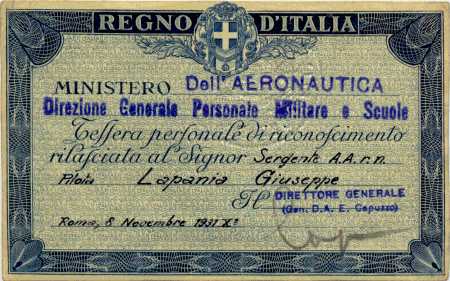 REGNO D'ITALIA
MINISTERO Dell'AERONAUTICA
Direzione Generale Personale Militare e Scuole
Tessera personale di riconoscimento
rilasciata al Signor Sergente A.A.r.n.
Pilota Lapania Giuseppe
Il DIRETTORE GENERALE
(Gen. D.A. E. Capuzzo)
Roma, 8 Novembre 1931 X°